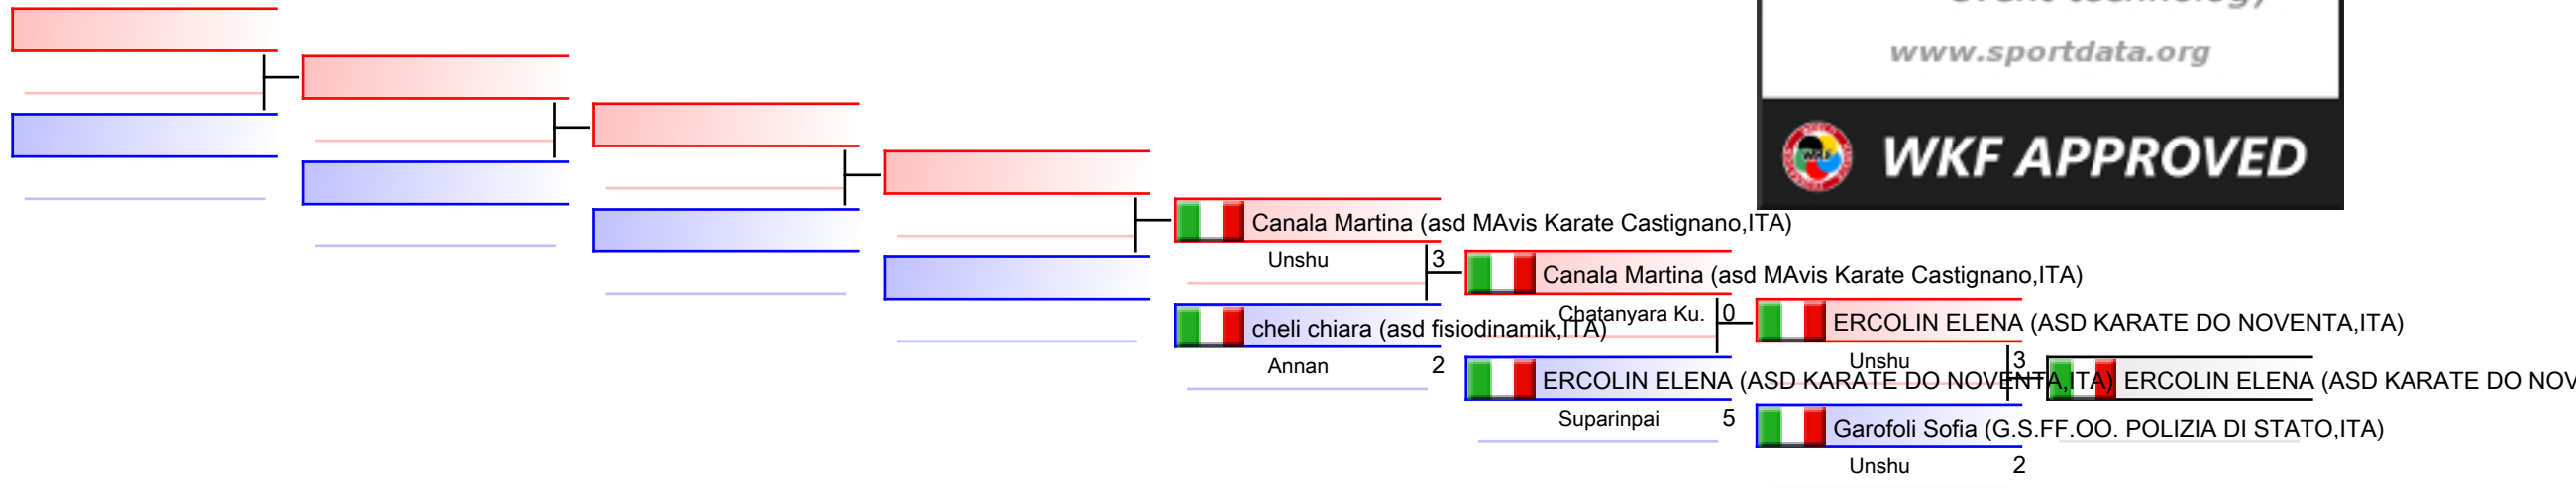 event technology
www.sportdata.org
WKF APPROVED
Canala Martina (asd MAvis Karate Castignano,ITA)
Unshu 3
cheli chiara (asd fisiodinamik,ITA)
Annan 2
Canala Martina (asd MAvis Karate Castignano,ITA)
Chatanyara Ku. 0
ERCOLIN ELENA (ASD KARATE DO NOVENTA,ITA)
Suparinpai 5
ERCOLIN ELENA (ASD KARATE DO NOVENTA,ITA)
Unshu 3
Garofoli Sofia (G.S.FF.OO. POLIZIA DI STATO,ITA)
Unshu 2
ERCOLIN ELENA (ASD KARATE DO NOV